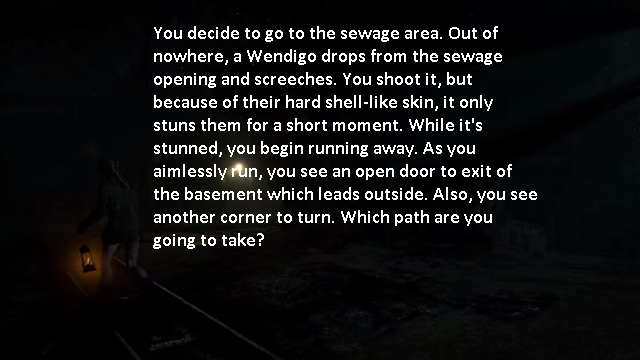 You decide to go to the sewage area. Out of
nowhere, a Wendigo drops from the sewage
opening and screeches. You shoot it, but
because of their hard shell-like skin, it only
stuns them for a short moment. While it's
stunned, you begin running away. As you
aimlessly run, you see an open door to exit of
the basement which leads outside. Also, you see
another corner to turn. Which path are you
going to take?